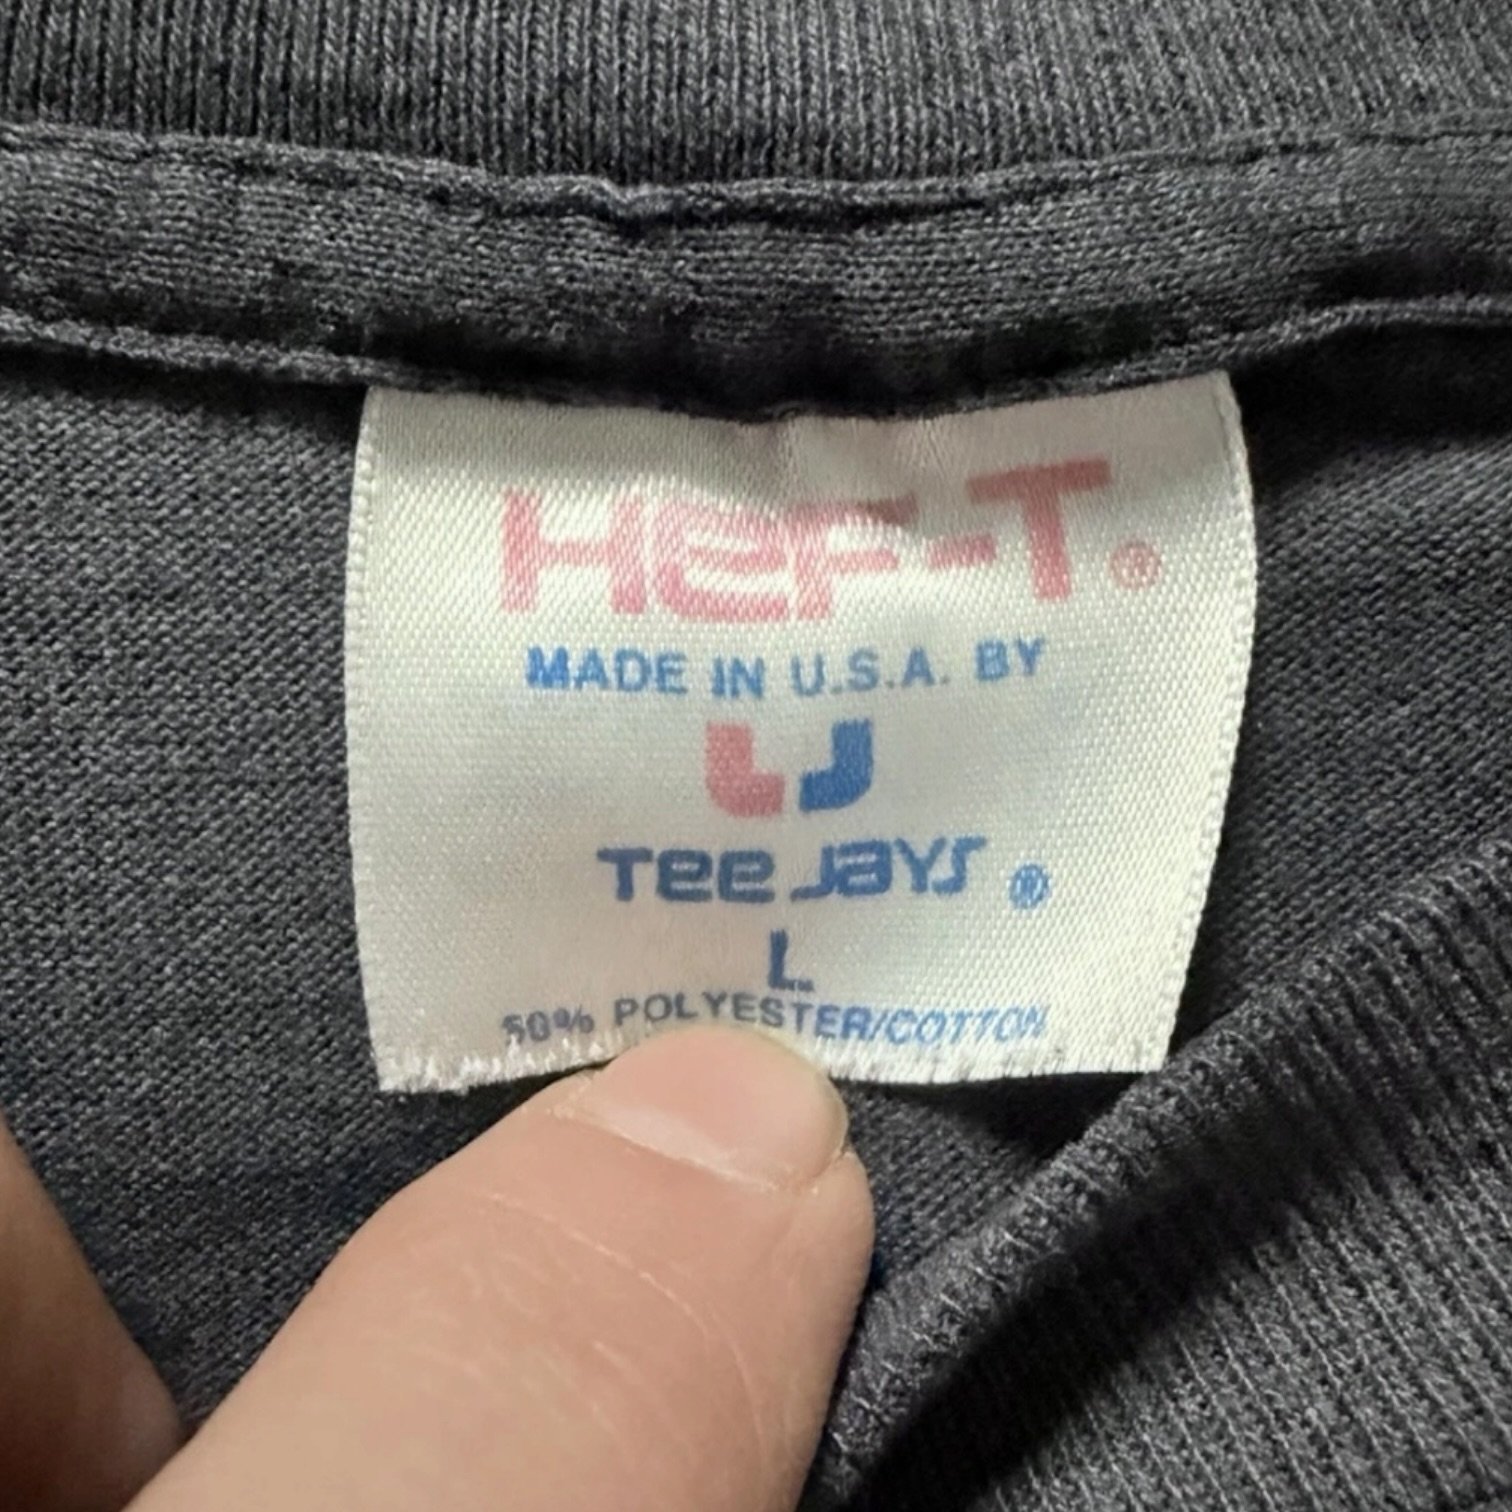 HEF-T®
MADE IN U.S.A. BY
TEE JAYS ®
L
50% POLYESTER/COTTON